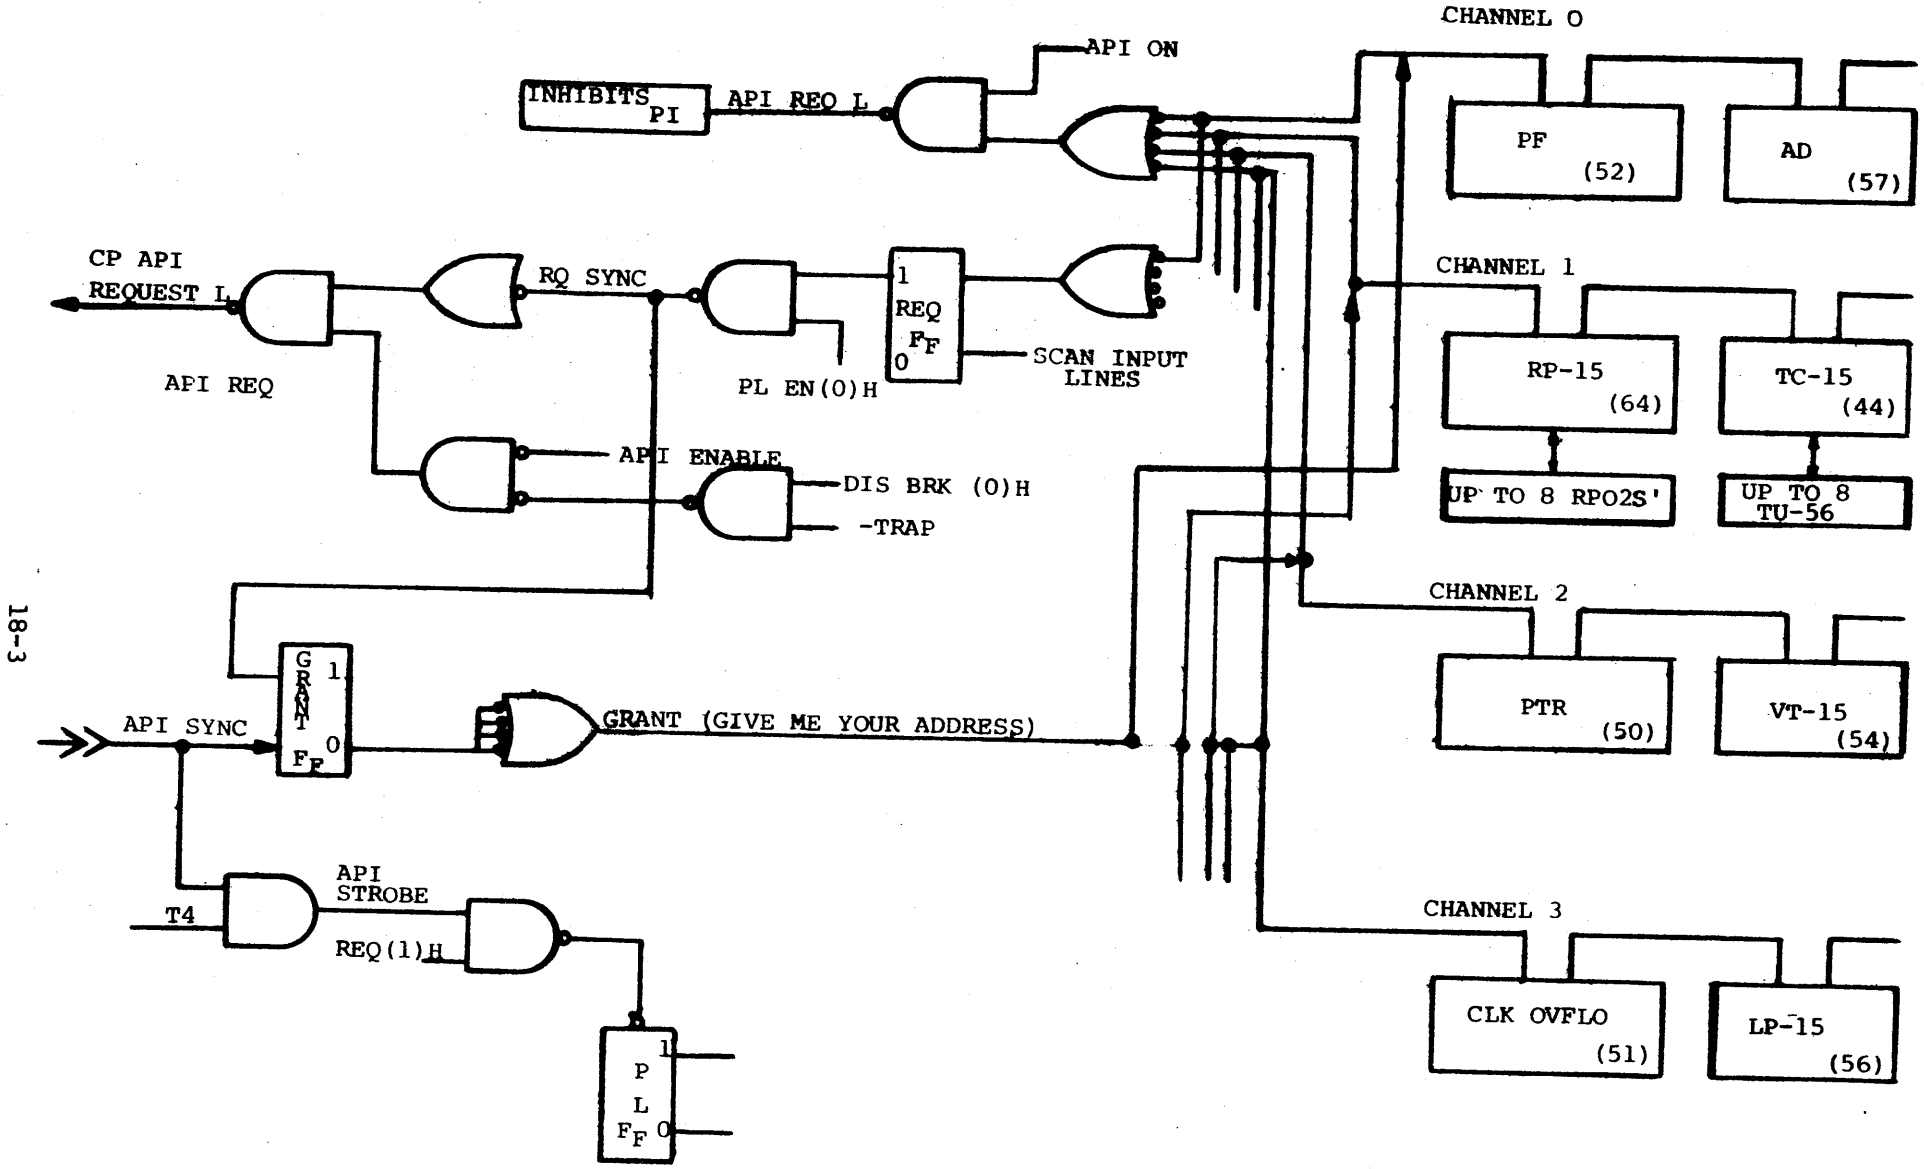 CHANNEL 0
API ON
INHIBITS
PI
API REQ L
PF
(52)
AD
(57)
CP API
REQUEST L
RQ SYNC
1
REQ
FF
0
SCAN INPUT
LINES
PL EN(0)H
API REQ
CHANNEL 1
RP-15
(64)
TC-15
(44)
UP TO 8 RP02S'
UP TO 8
TU-56
API ENABLE
DIS BRK (0)H
-TRAP
CHANNEL 2
PTR
(50)
VT-15
(54)
18-3
API SYNC
GRANT
FF
1
0
GRANT (GIVE ME YOUR ADDRESS)
API
STROBE
T4
REQ(1)H
CHANNEL 3
CLK OVFLO
(51)
LP-15
(56)
1
P
L
FF 0